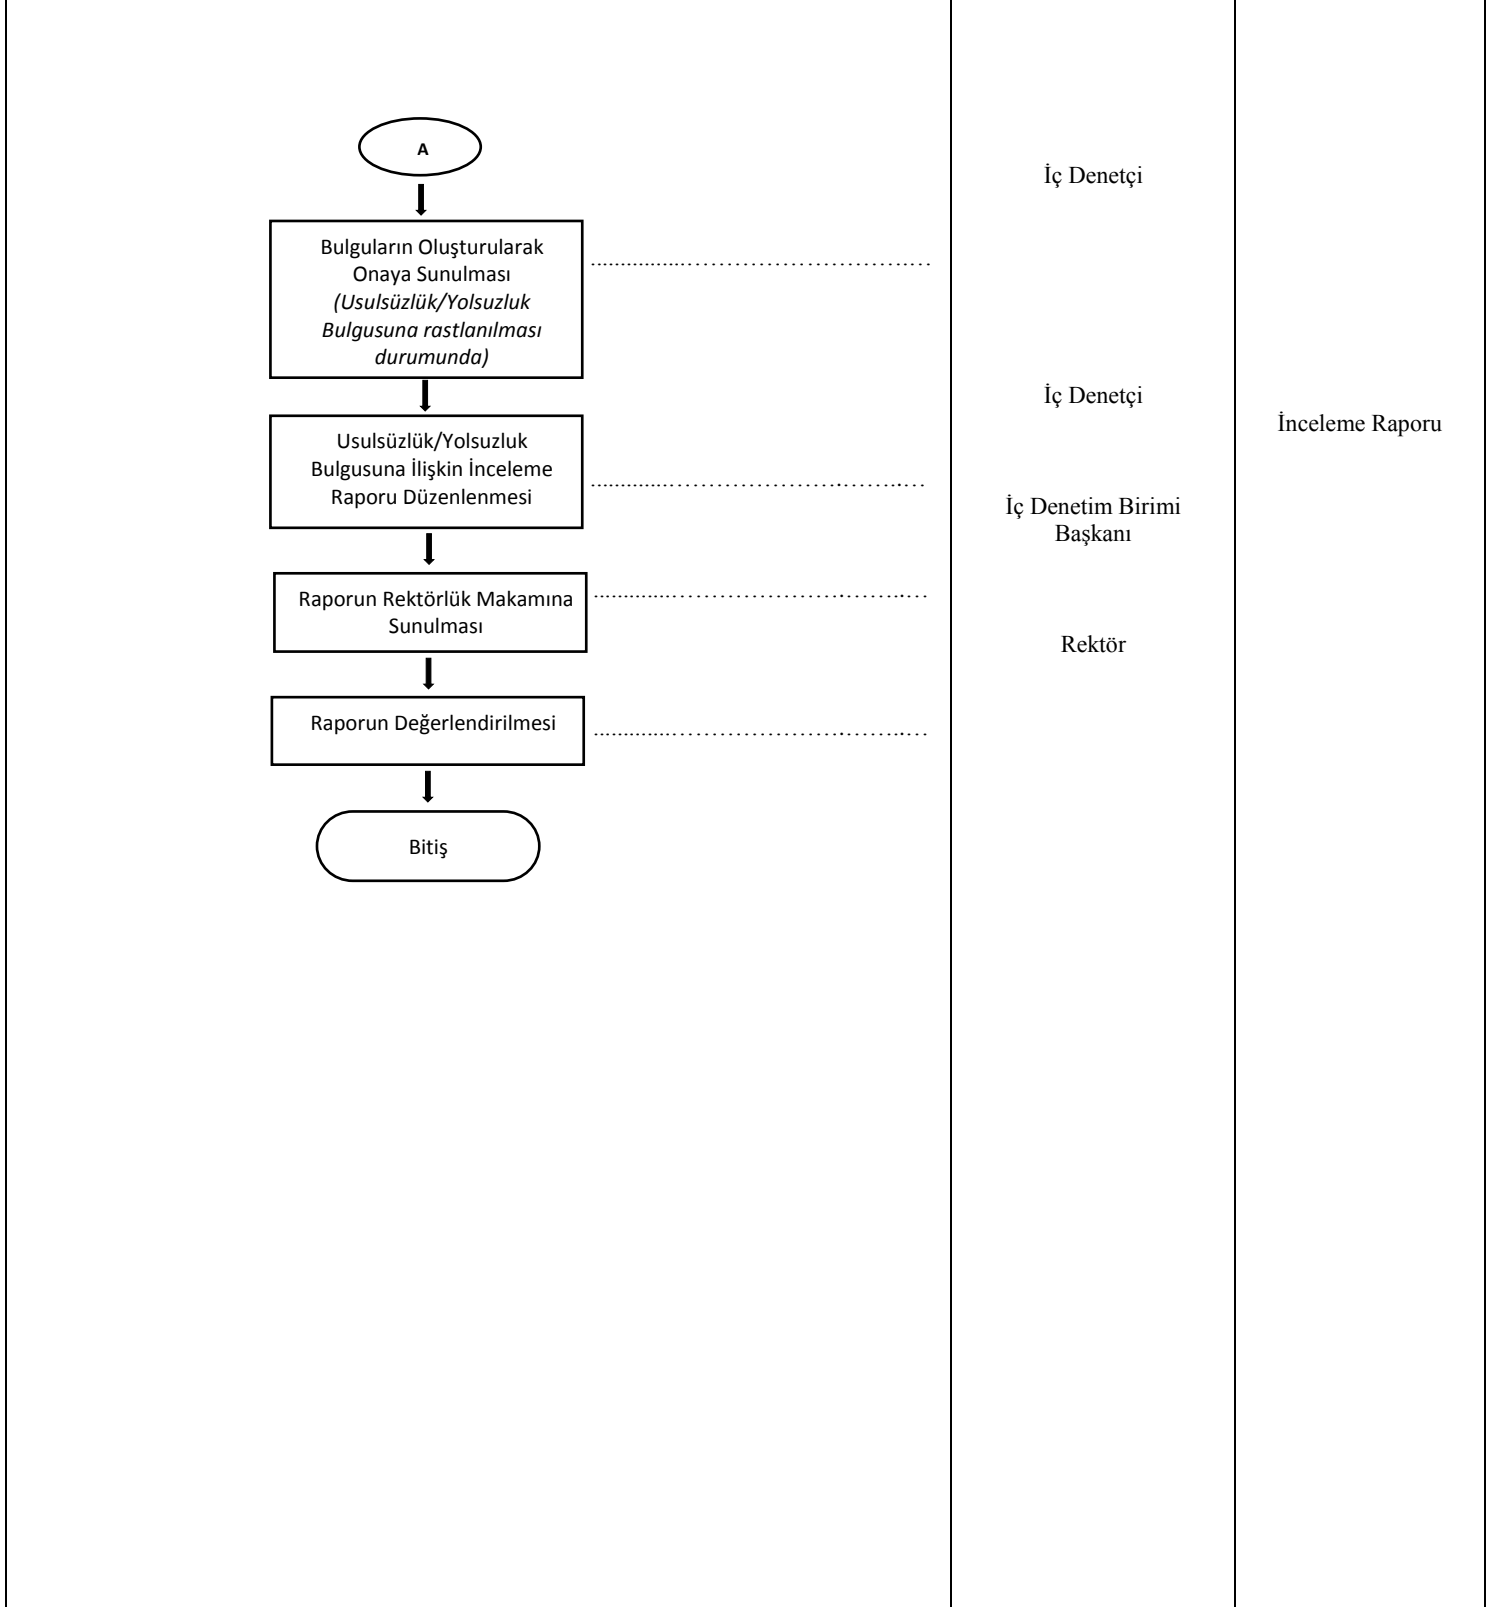 A
Bulguların Oluşturularak
Onaya Sunulması
(Usulsüzlük/Yolsuzluk
Bulgusuna rastlanılması
durumunda)
Usulsüzlük/Yolsuzluk
Bulgusuna İlişkin İnceleme
Raporu Düzenlenmesi
Raporun Rektörlük Makamına
Sunulması
Raporun Değerlendirilmesi
Bitiş
İç Denetçi
İç Denetçi
İç Denetim Birimi
Başkanı
Rektör
İnceleme Raporu